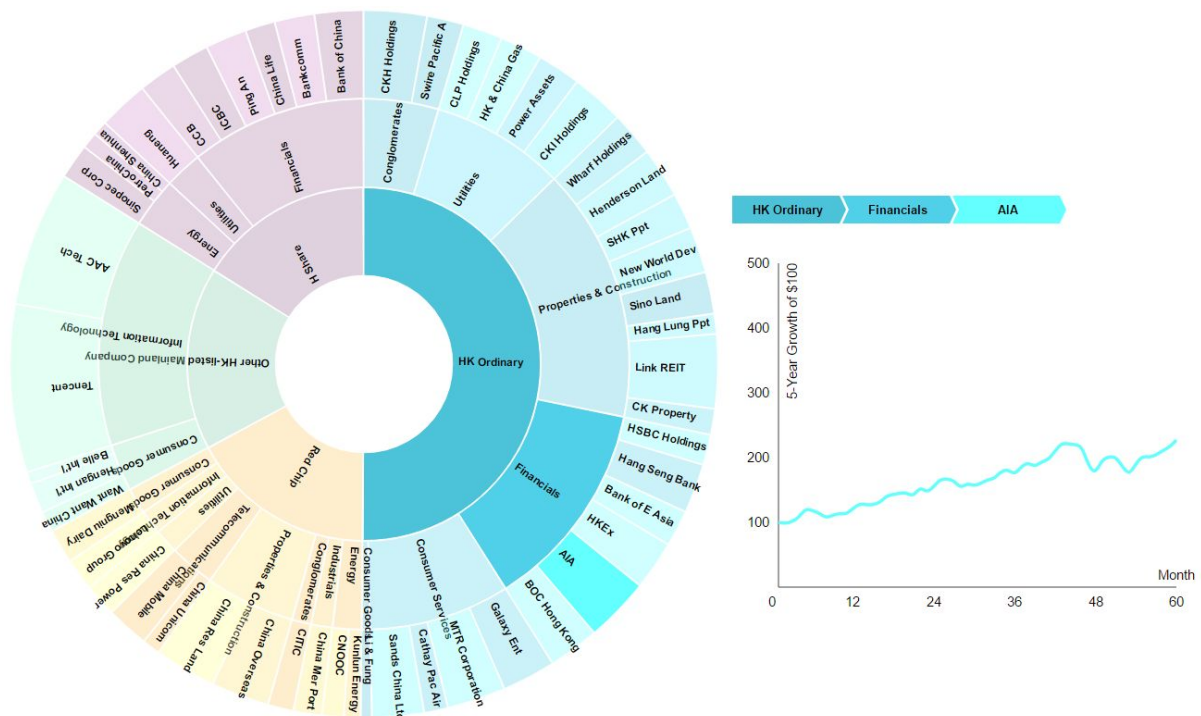 HK Ordinary
Conglomerates
CKH Holdings
Swire Pacific A
Utilities
CLP Holdings
HK & China Gas
Power Assets
CKI Holdings
Properties & Construction
Wharf Holdings
Henderson Land
SHK Ppt
New World Dev
Sino Land
Hang Lung Ppt
Link REIT
CK Property
Financials
HSBC Holdings
Hang Seng Bank
Bank of E Asia
HKEx
AIA
BOC Hong Kong
Consumer Services
Galaxy Ent
MTR Corporation
Cathay Pac Air
Sands China Ltd
Consumer Goods
Li & Fung
Red Chip
Energy
Kunlun Energy
CNOOC
Industrials
China Mer Port
Conglomerates
CITIC
Properties & Construction
China Overseas
China Res Land
Telecommunications
China Unicom
China Mobile
Utilities
China Res Power
Information Technology
Lenovo Group
Consumer Goods
Mengniu Dairy
Other HK-listed
Mainland Company
Consumer Goods
Want Want China
Hengan Int'l
Belle Int'l
Information Technology
Tencent
AAC Tech
H Share
Energy
Sinopec Corp
PetroChina
China Shenhua
Utilities
Huaneng
Financials
CCB
ICBC
Ping An
China Life
Bankcomm
Bank of China
HK Ordinary
Financials
AIA
5-Year Growth of $100
500
400
300
200
100
Month
0
12
24
36
48
60